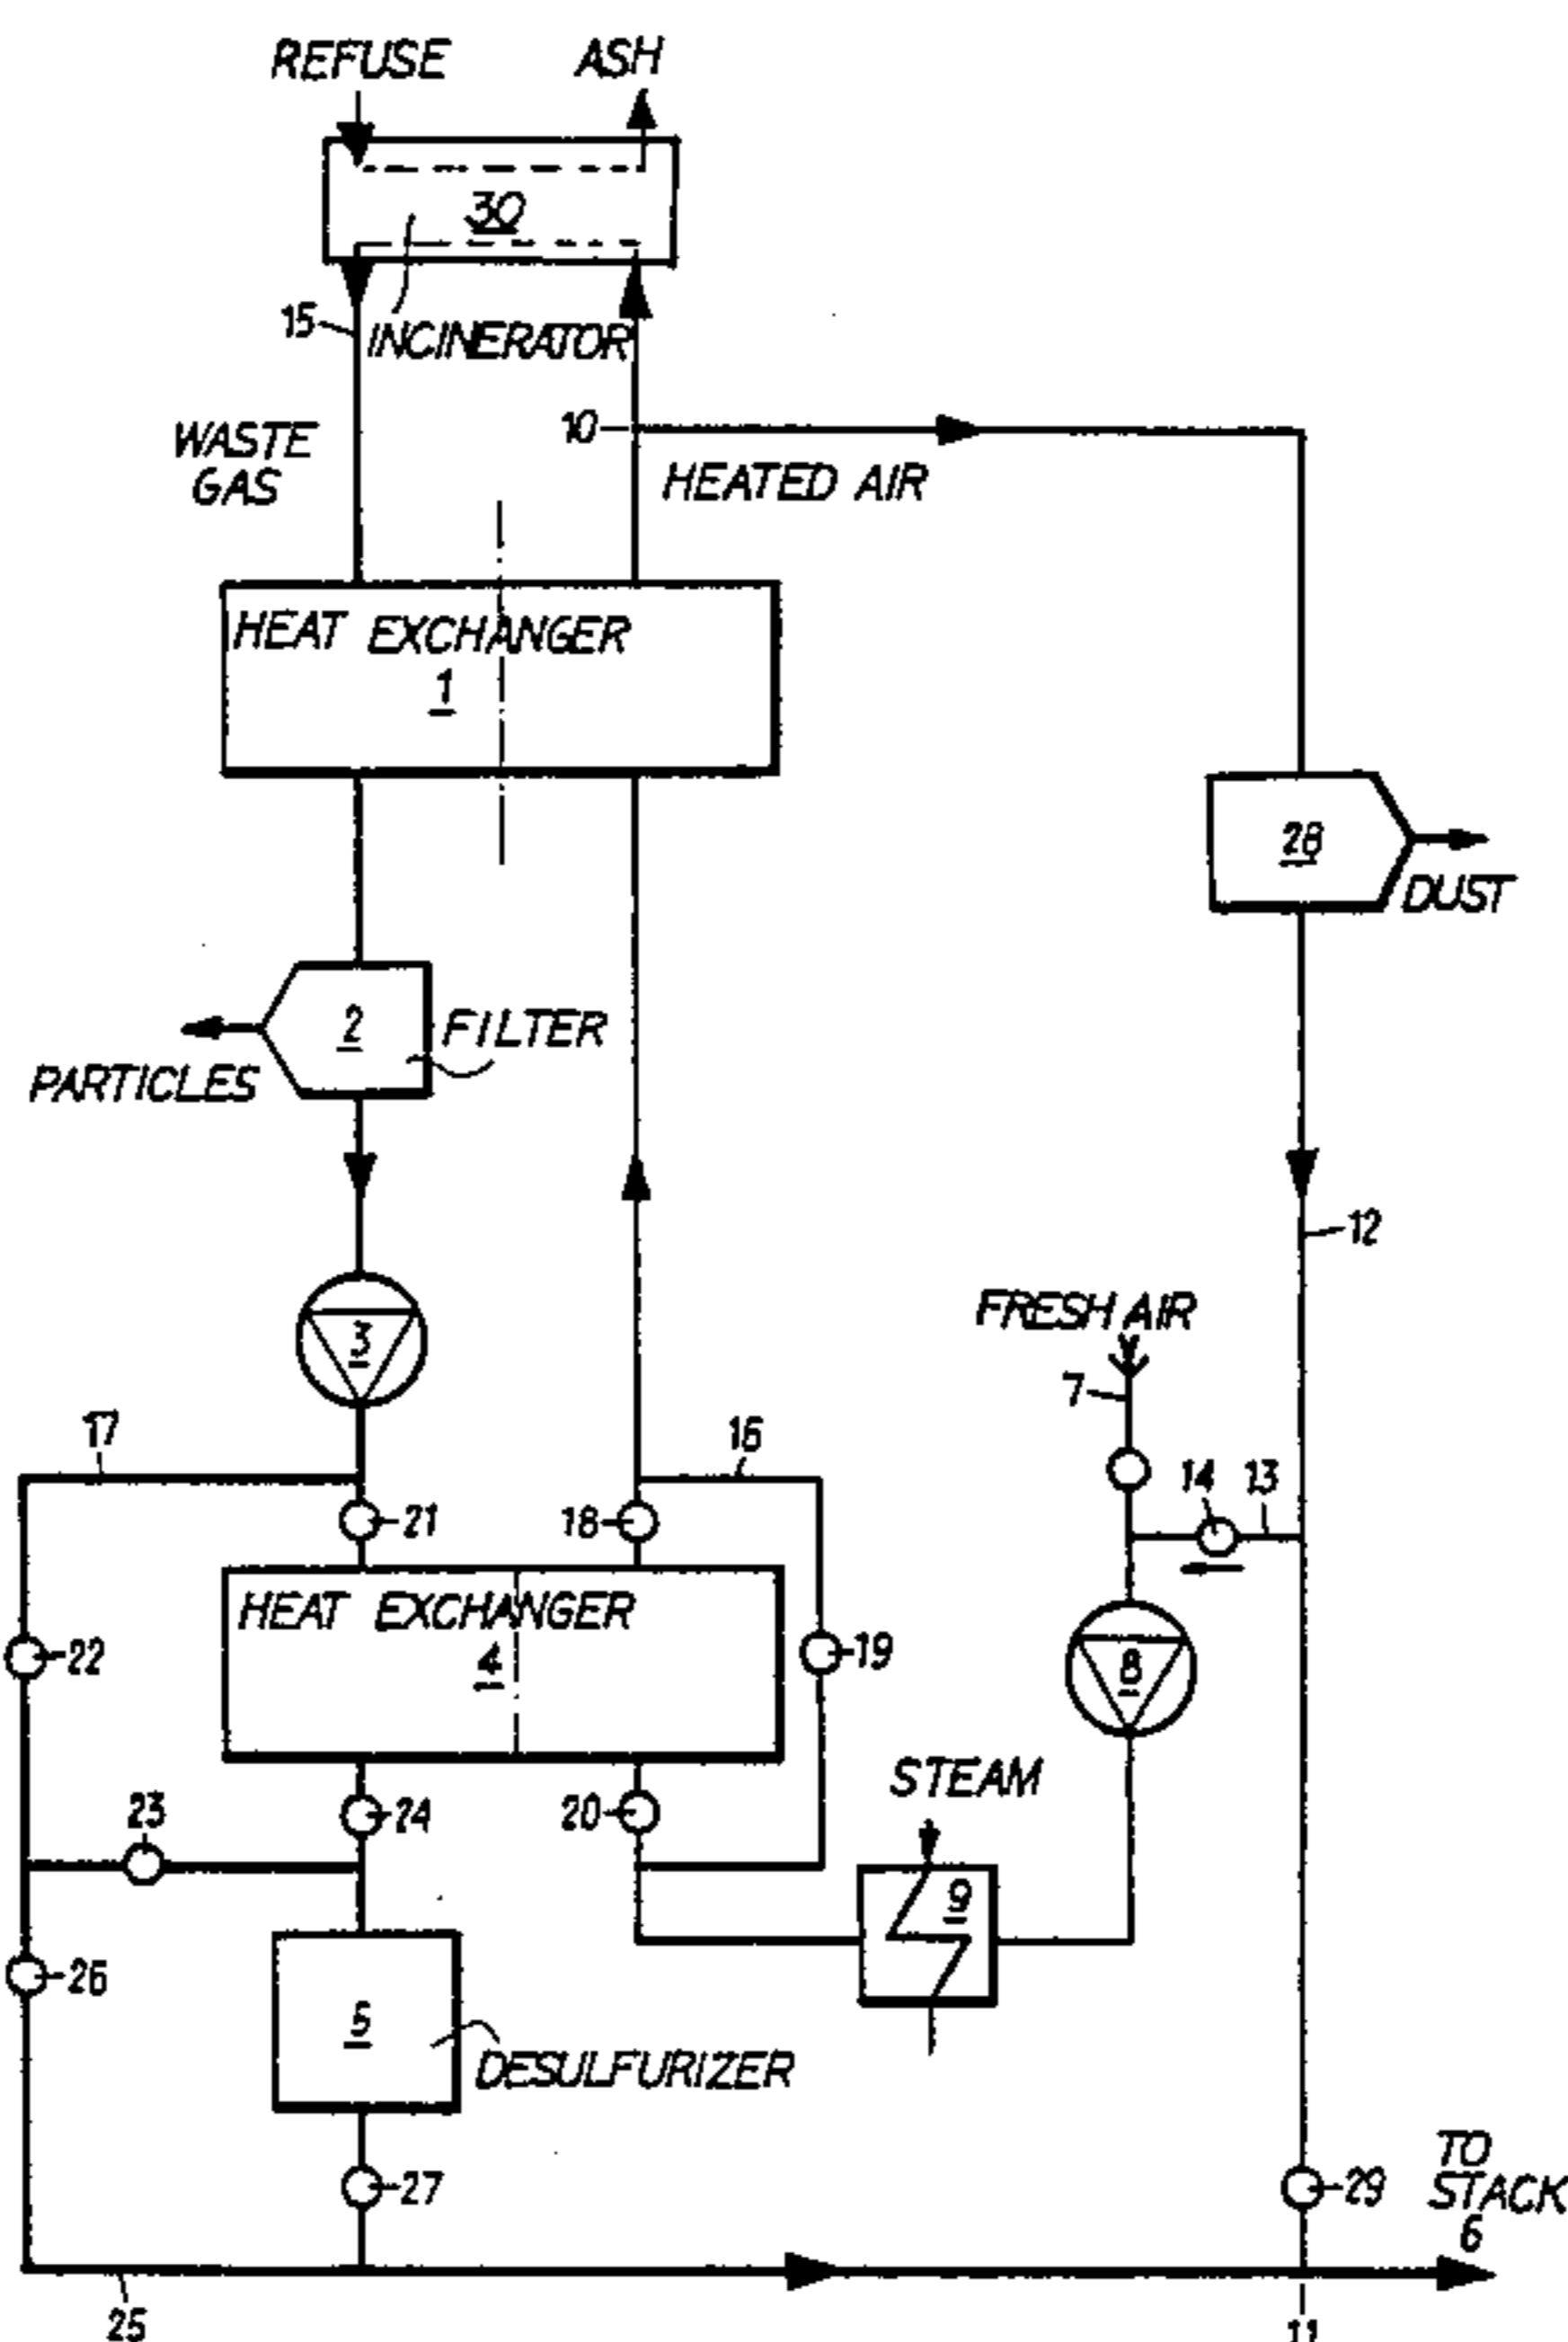 REFUSE ASH
30
15 INCINERATOR
10
WASTE
GAS
HEATED AIR
HEAT EXCHANGER
1
28
DUST
2 FILTER
PARTICLES
12
FRESH AIR
7
3
17 16
14 13
21 18
HEAT EXCHANGER
4
22 19
8
STEAM
23 24 20
9
26
5
DESULFURIZER
27 29
TO
STACK
6
25 11